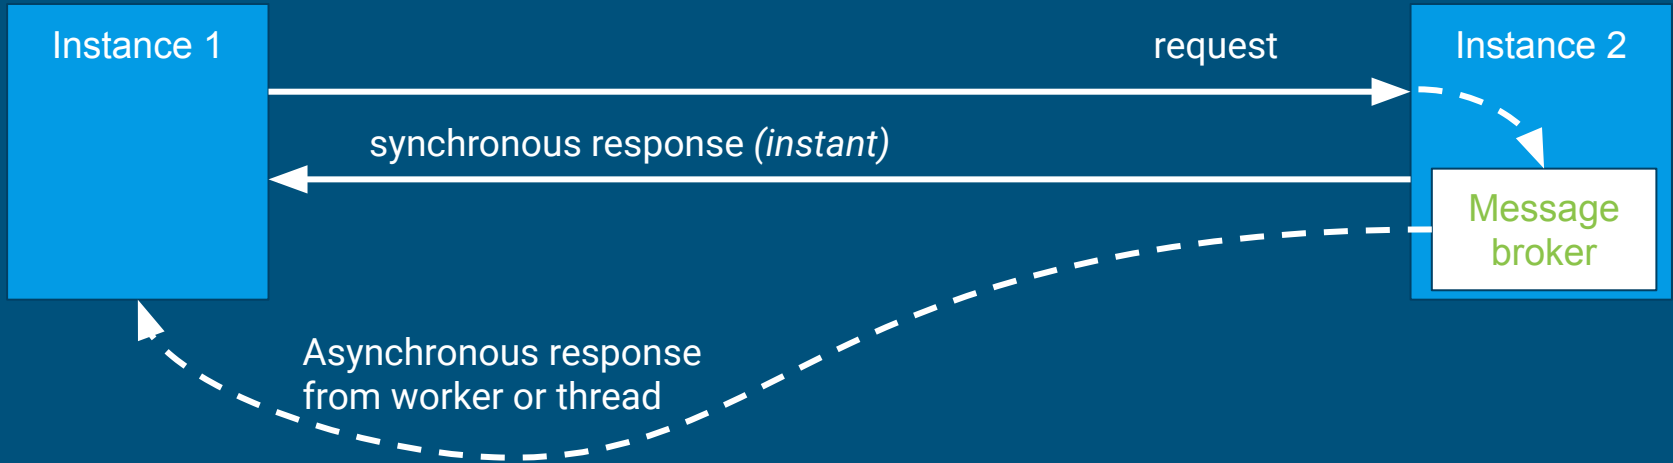 Instance 1
request
Instance 2
synchronous response (instant)
Message
broker
Asynchronous response
from worker or thread